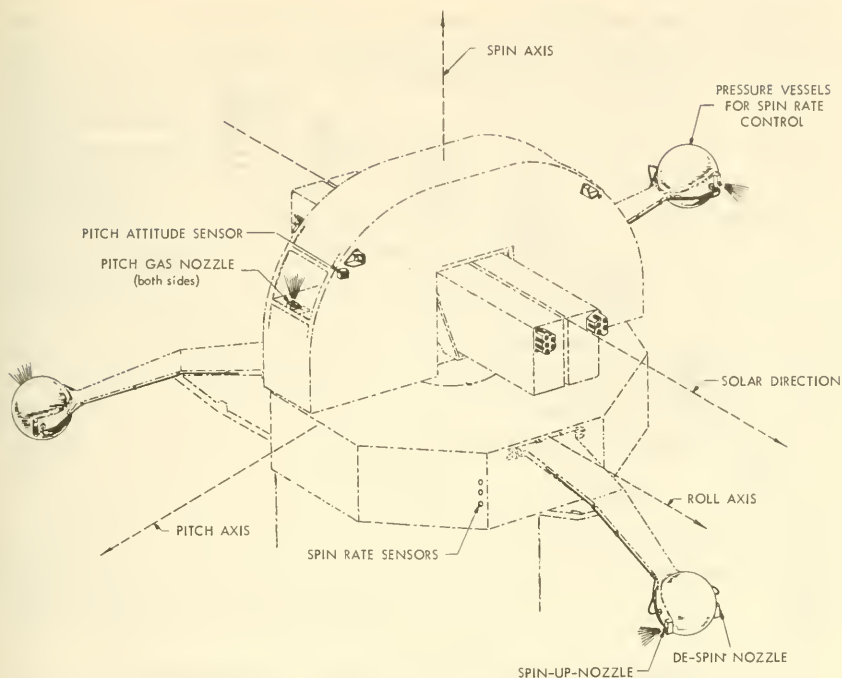 SPIN AXIS
PRESSURE VESSELS
FOR SPIN RATE
CONTROL
PITCH ATTITUDE SENSOR
PITCH GAS NOZZLE
(both sides)
SOLAR DIRECTION
ROLL AXIS
PITCH AXIS
SPIN RATE SENSORS
DE-SPIN NOZZLE
SPIN-UP-NOZZLE